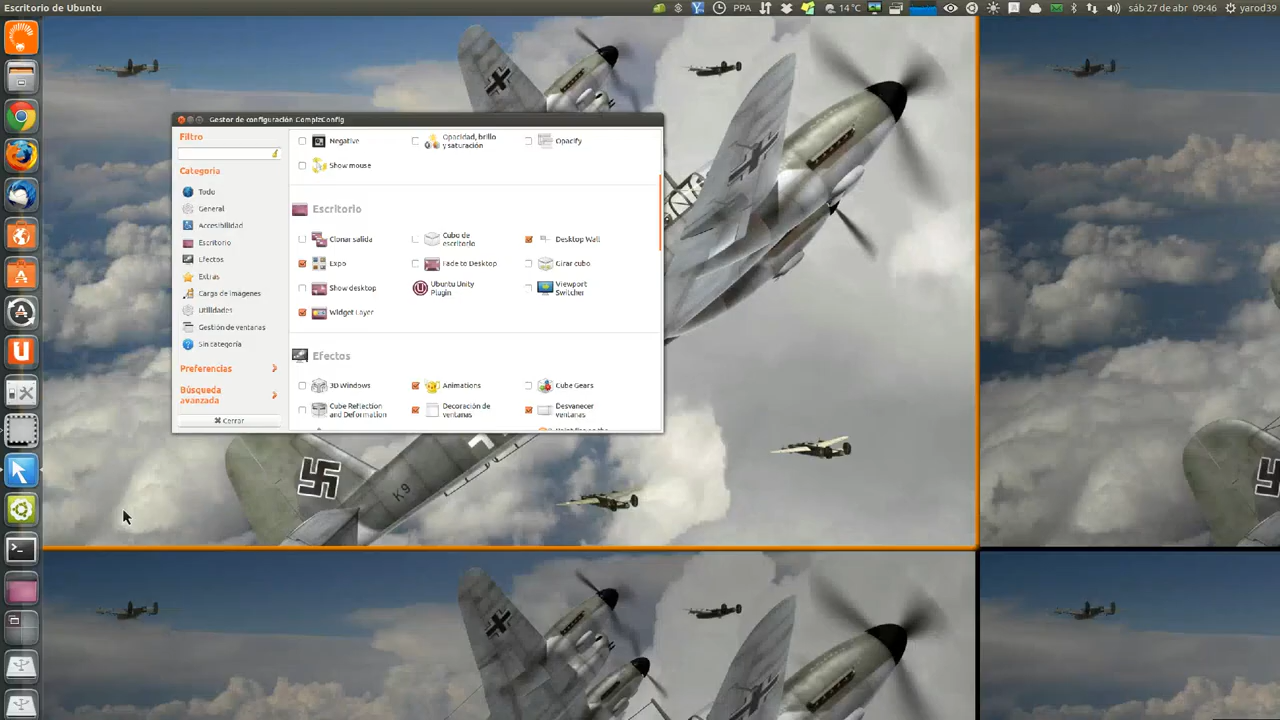 Escritorio de Ubuntu
PPA
14°C
sáb 27 de abr
09:46
yarod39
Gestor de configuración CompizConfig
Filtro
Categoría
Todo
General
Accesibilidad
Escritorio
Efectos
Extras
Carga de imágenes
Utilidades
Gestión de ventanas
Sin categoría
Preferencias
Búsqueda
avanzada
Cerrar
Negative
Opacidad, brillo
y saturación
Opacify
Show mouse
Escritorio
Clonar salida
Cubo de
escritorio
Desktop Wall
Expo
Fade to Desktop
Girar cubo
Show desktop
Ubuntu Unity
Plugin
Viewport
Switcher
Widget Layer
Efectos
3D Windows
Animations
Cube Gears
Cube Reflection
and Deformation
Decoración de
ventanas
Desvanecer
ventanas
K9